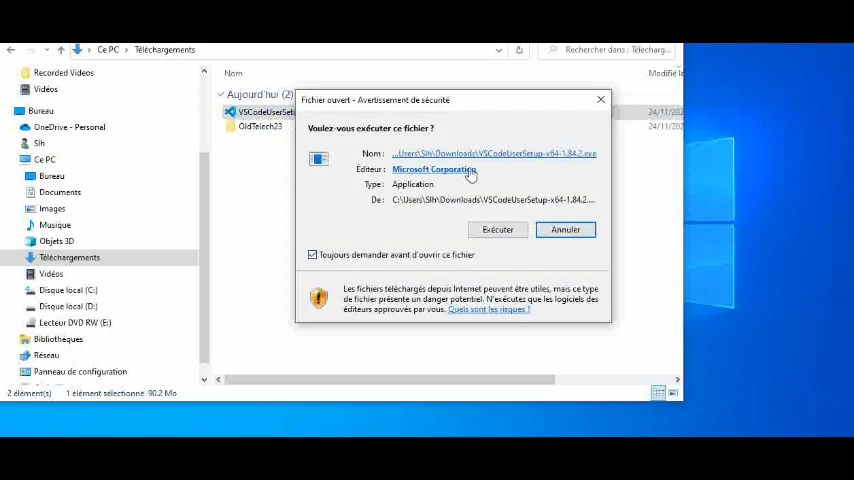 Ce PC > Téléchargements
Rechercher dans : Télécharg...
Recorded Videos
Vidéos
Bureau
OneDrive - Personal
Slh
Ce PC
Bureau
Documents
Images
Musique
Objets 3D
Téléchargements
Vidéos
Disque local (C:)
Disque local (D:)
Lecteur DVD RW (E:)
Bibliothèques
Réseau
Panneau de configuration
Nom
Modifié le
Aujourd'hui (2)
VSCodeUserSetu
24/11/202
OldTelech23
24/11/202
Fichier ouvert - Avertissement de sécurité
Voulez-vous exécuter ce fichier ?
Nom : ...Users\Slh\Downloads\VSCodeUserSetup-x64-1.84.2.exe
Éditeur : Microsoft Corporation
Type : Application
De : C:\Users\Slh\Downloads\VSCodeUserSetup-x64-1.84.2....
Exécuter
Annuler
Toujours demander avant d'ouvrir ce fichier
Les fichiers téléchargés depuis Internet peuvent être utiles, mais ce type
de fichier présente un danger potentiel. N'exécutez que les logiciels des
éditeurs approuvés par vous. Quels sont les risques ?
2 élément(s) 1 élément sélectionné 90.2 Mo